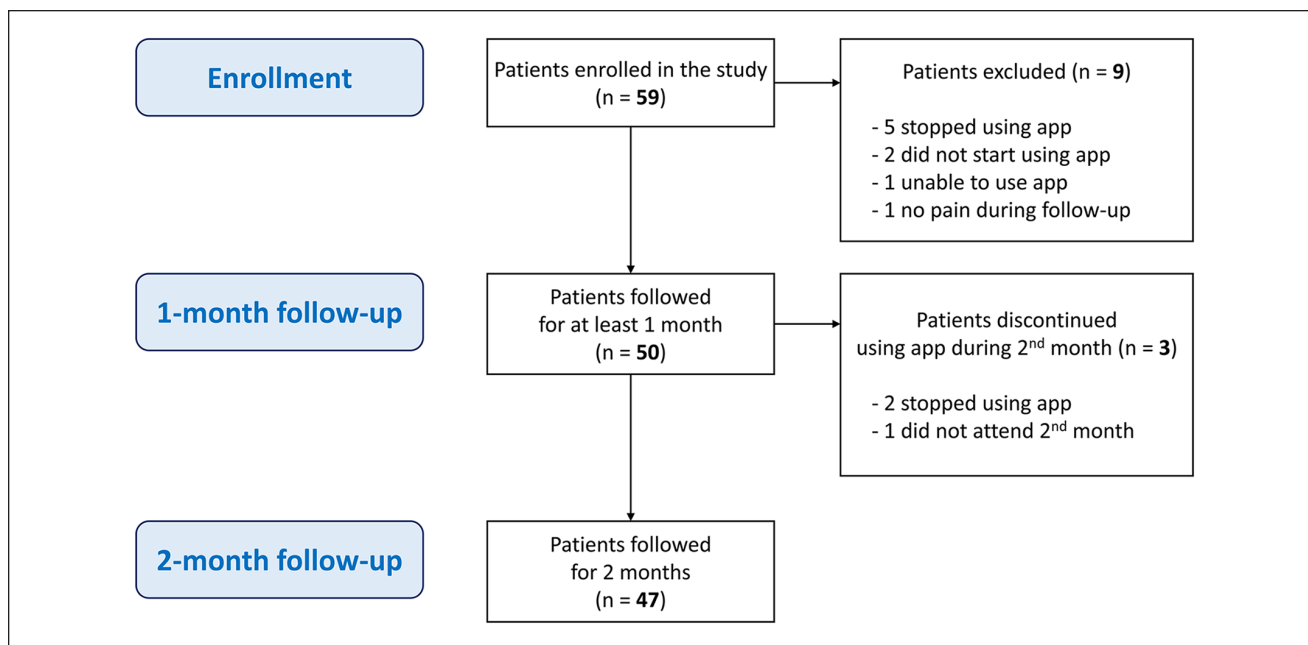 Enrollment
Patients enrolled in the study
(n = 59)
Patients excluded (n = 9)
- 5 stopped using app
- 2 did not start using app
- 1 unable to use app
- 1 no pain during follow-up
1-month follow-up
Patients followed
for at least 1 month
(n = 50)
Patients discontinued
using app during 2nd month (n = 3)
- 2 stopped using app
- 1 did not attend 2nd month
2-month follow-up
Patients followed
for 2 months
(n = 47)